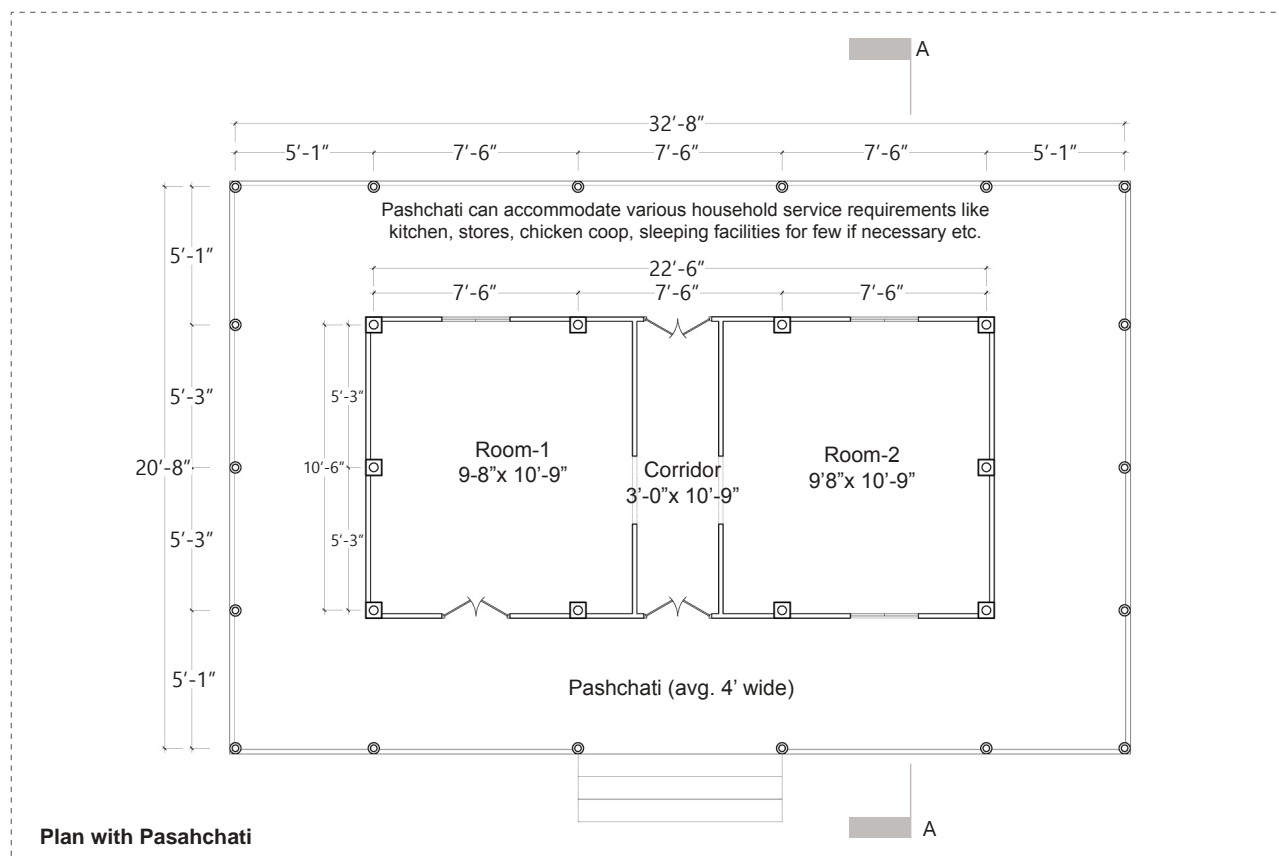 A
32’-8”
5’-1” 7’-6” 7’-6” 7’-6” 5’-1”
Pashchati can accommodate various household service requirements like
kitchen, stores, chicken coop, sleeping facilities for few if necessary etc.
5’-1”
22’-6”
7’-6” 7’-6” 7’-6”
5’-3”
5’-3”
Room-1
9-8”x 10’-9”
Corridor
3’-0”x 10’-9”
Room-2
9’8”x 10’-9”
20’-8”
10’-6”
5’-3”
5’-3”
5’-1”
Pashchati (avg. 4’ wide)
A
Plan with Pasahchati